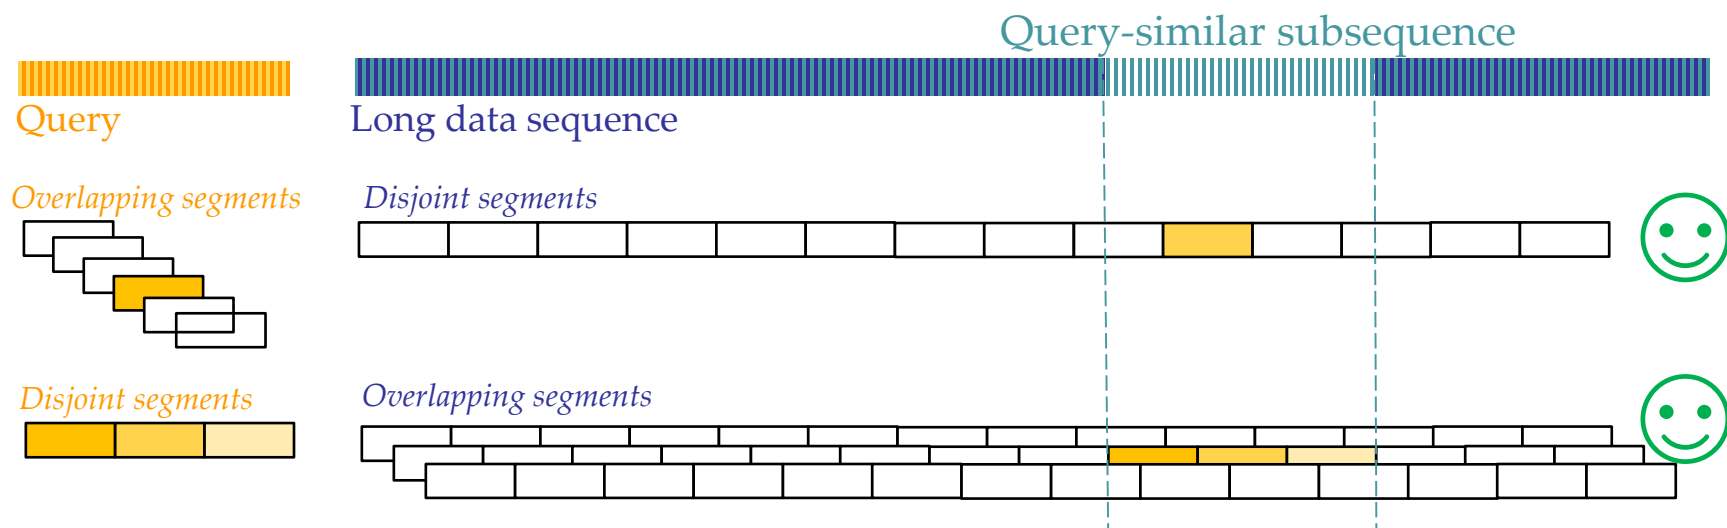 Query-similar subsequence
Query
Long data sequence
Overlapping segments
Disjoint segments
Disjoint segments
Overlapping segments